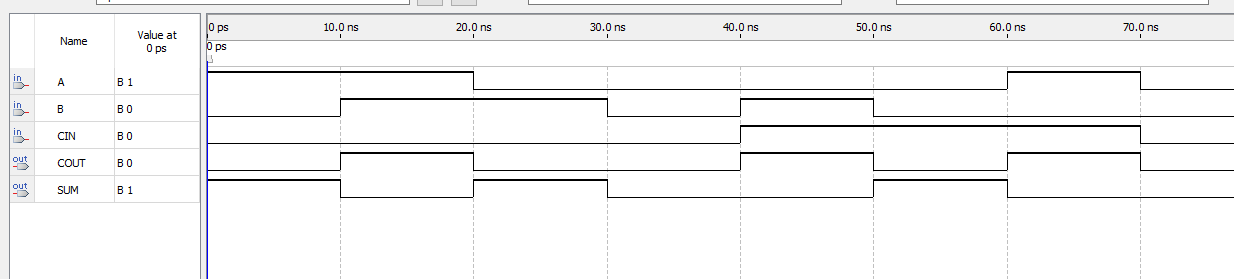 0 ps 10.0 ns 20.0 ns 30.0 ns 40.0 ns 50.0 ns 60.0 ns 70.0 ns
Name Value at
0 ps
0 ps
in A B 1
in B B 0
in CIN B 0
out COUT B 0
out SUM B 1